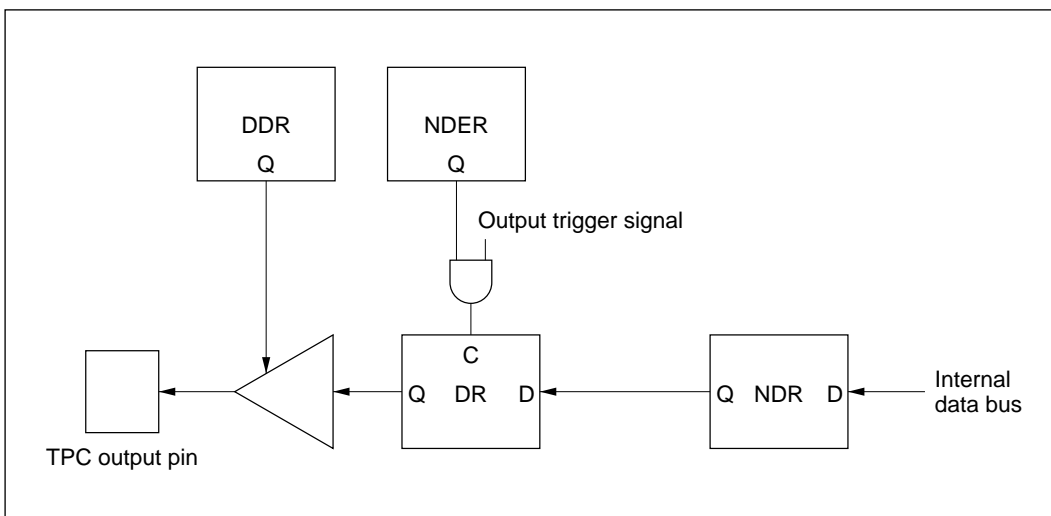 DDR
Q
NDER
Q
Output trigger signal
C
Q DR D
Q NDR D
Internal
data bus
TPC output pin